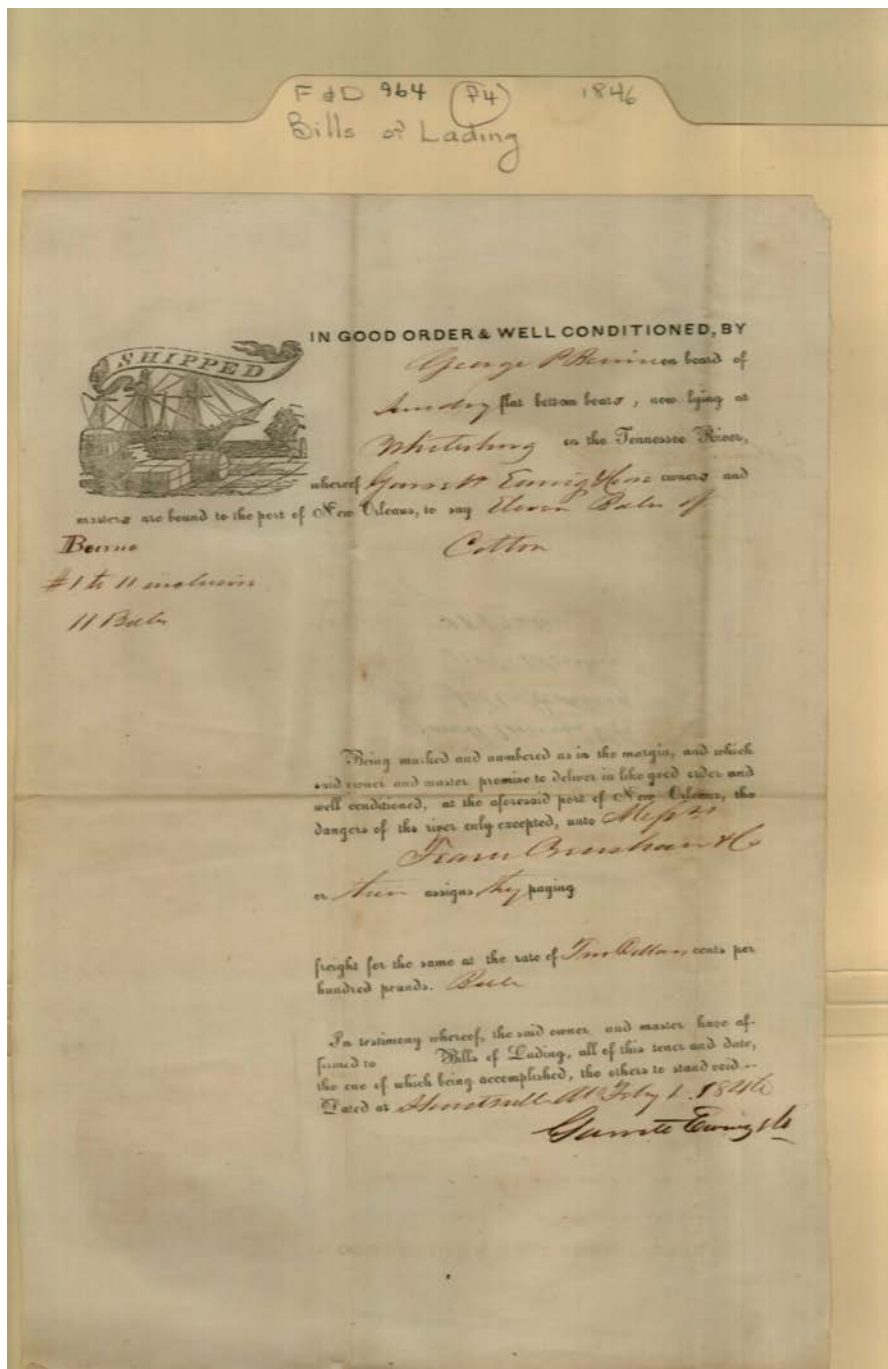 F & D 964 (P4) 1846
Bills of Lading
SHIPPED
IN GOOD ORDER & WELL CONDITIONED, BY
George P Beirne on board of
Sundry flat bottom boats, now lying at
Whitesburg on the Tennessee River,
whereof Garrett Ewing & owners and
masters are bound to the port of New Orleans, to say Eleven Bales of
Cotton
Beirne
#1 to 11 inclusive
11 Bales
Being marked and numbered as in the margin, and which
said owner and master promise to deliver in like good order and
well conditioned, at the aforesaid port of New Orleans, the
dangers of the river only excepted, unto Messrs
& Co
or assigns they paying
freight for the same at the rate of Two Dollars cents per
hundred pounds. Bale
In testimony whereof, the said owner and master have af-
firmed to Bills of Lading, all of this tenor and date,
the one of which being accomplished, the others to stand void.
Dated at Huntsville Al Feby 1. 1846
Garrett Ewing & Co